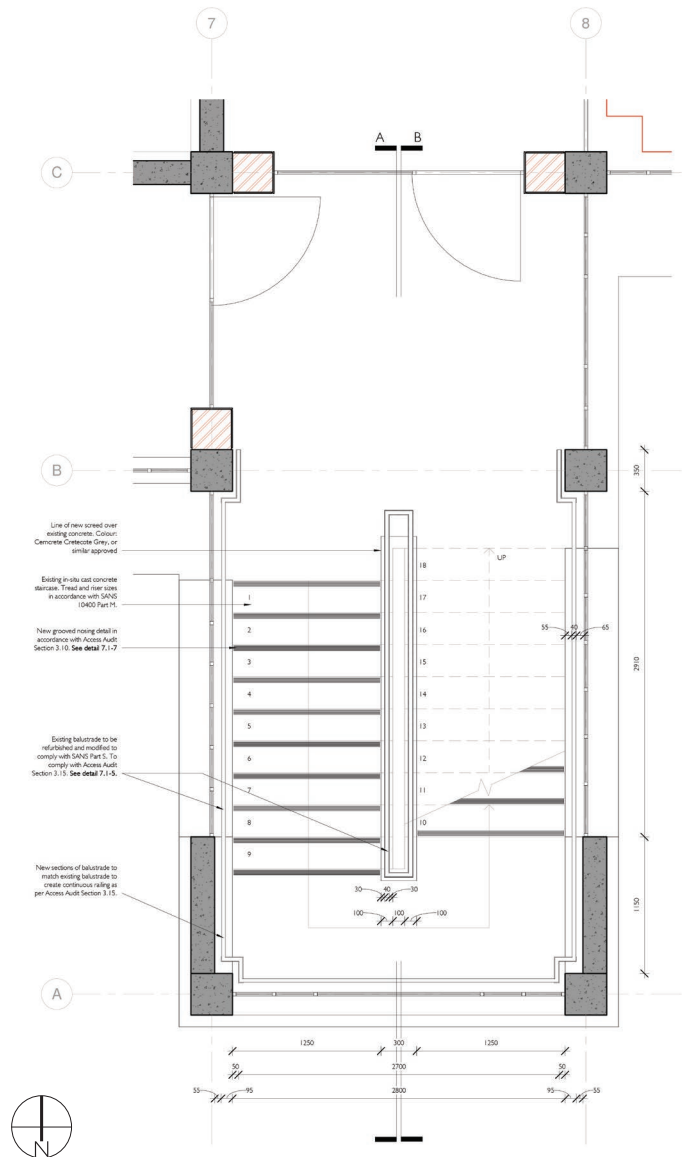 7
8
A B
C
B
350
Line of new screed over
existing concrete. Colour:
Cemcrete Cretecote Grey, or
similar approved
UP
18
Existing in-situ cast concrete
staircase. Tread and riser sizes
in accordance with SANS
10400 Part M.
1
17
2
16
New grooved nosing detail in
accordance with Access Audit
Section 3.10. See detail 7.1-7
3
15
4
14
5
13
6
12
7
11
8
10
9
55 40 65
2910
Existing balustrade to be
refurbished and modified to
comply with SANS Part S. To
comply with Access Audit
Section 3.15. See detail 7.1-5.
New sections of balustrade to
match existing balustrade to
create continuous railing as
per Access Audit Section 3.15.
30 40 30
100 100 100
1150
A
1250 300 1250
50 2700 50
55 95 2800 95 55
N